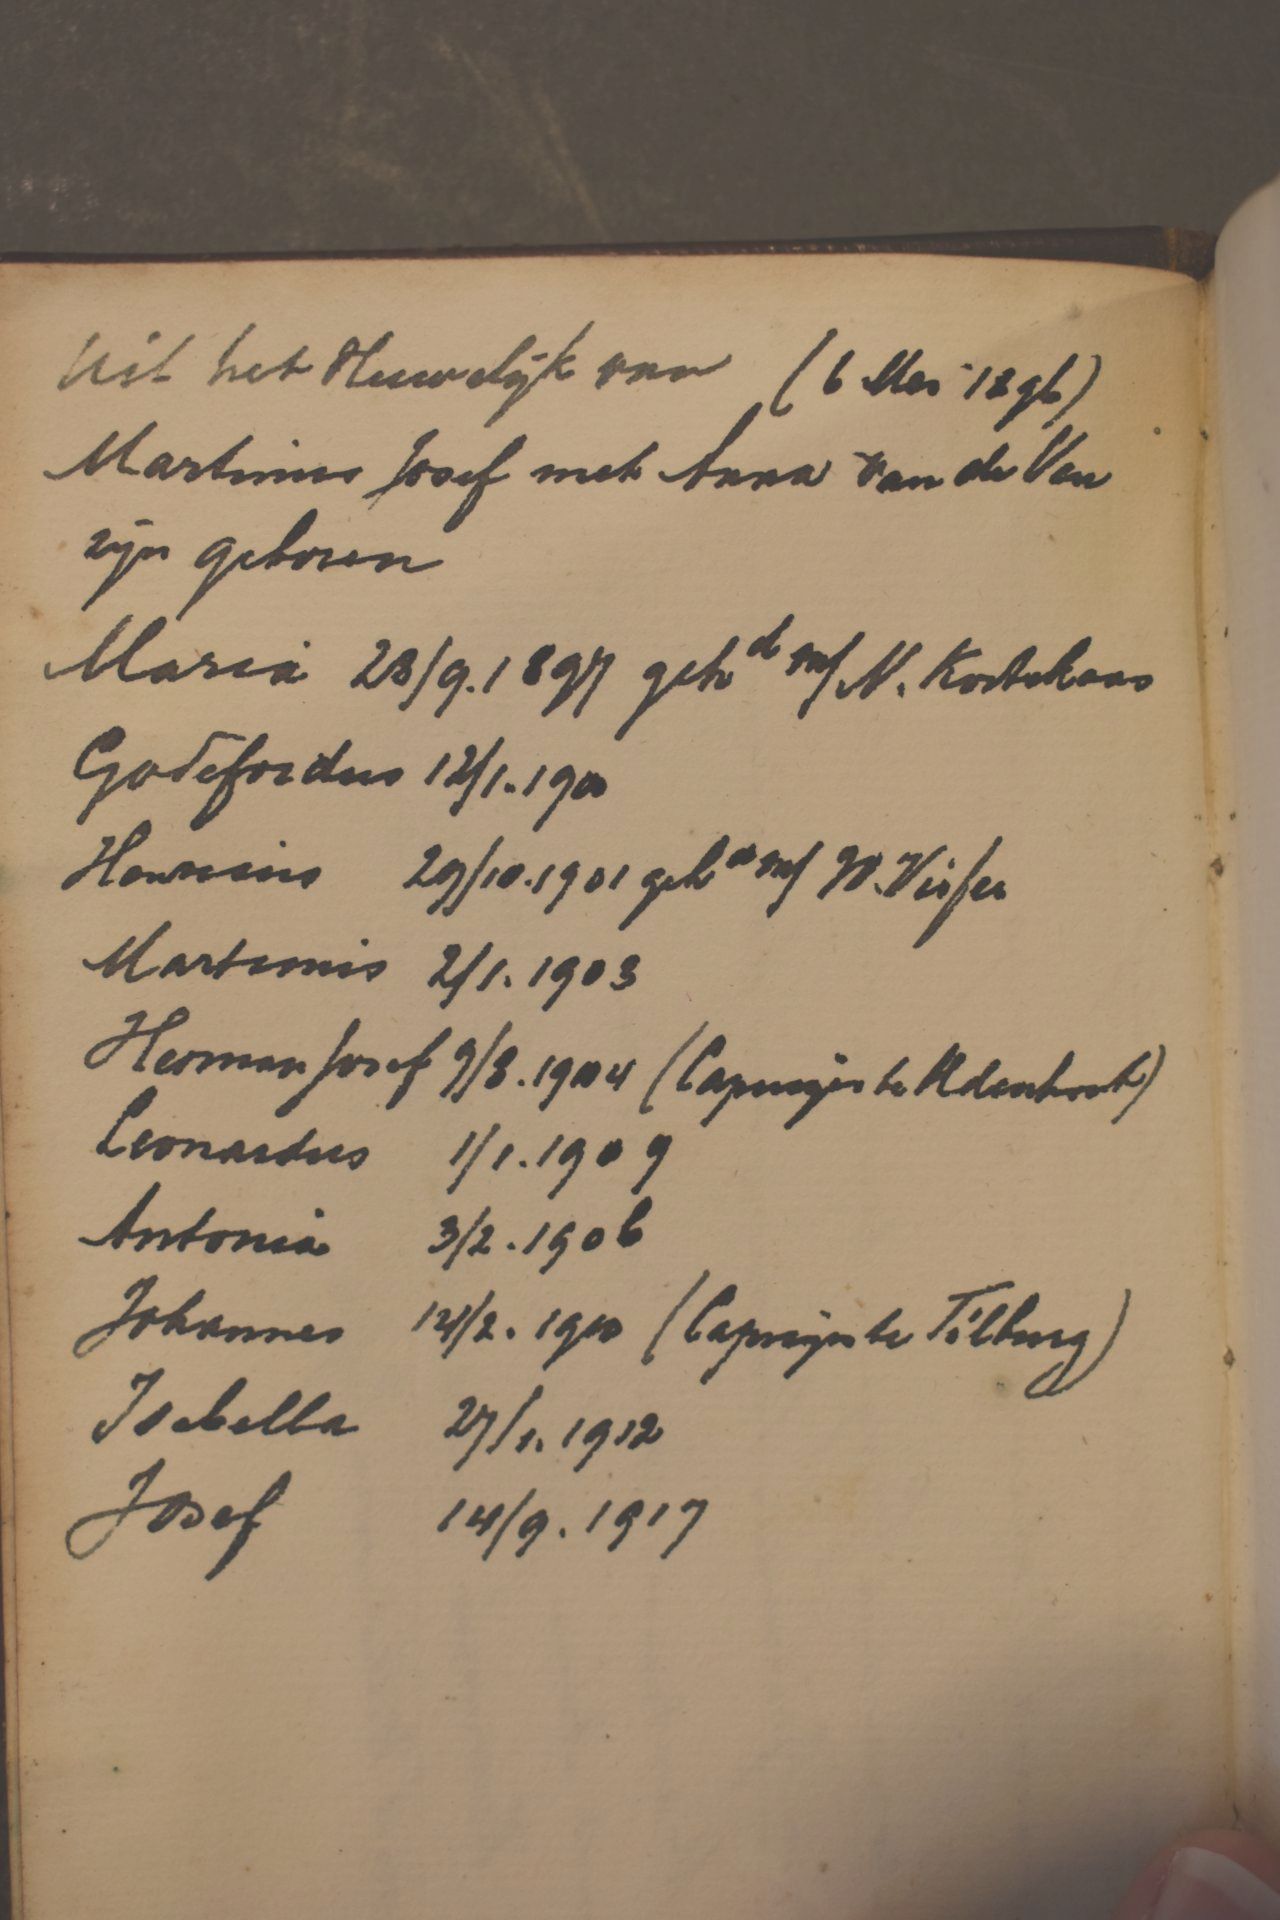 Uit het Huwelijk van (6 Mei 1896)
Martinus Josef met Anna van de Ven
zijn geboren
Maria 28/9.1897 geh d m/ N. Kortekaas
Godefridus 12/1.1900
Henricus 29/10.1901 geh d m/ W. Visser
Martinus 2/1.1903
Herman Josef 9/8.1904 (Capucijn te Udenhout)
Leonardus 1/1.1909
Antonia 3/2.1906
Johannes 14/2.1910 (Capucijn te Tilburg)
Isabella 27/1.1912
Josef 14/9.1917